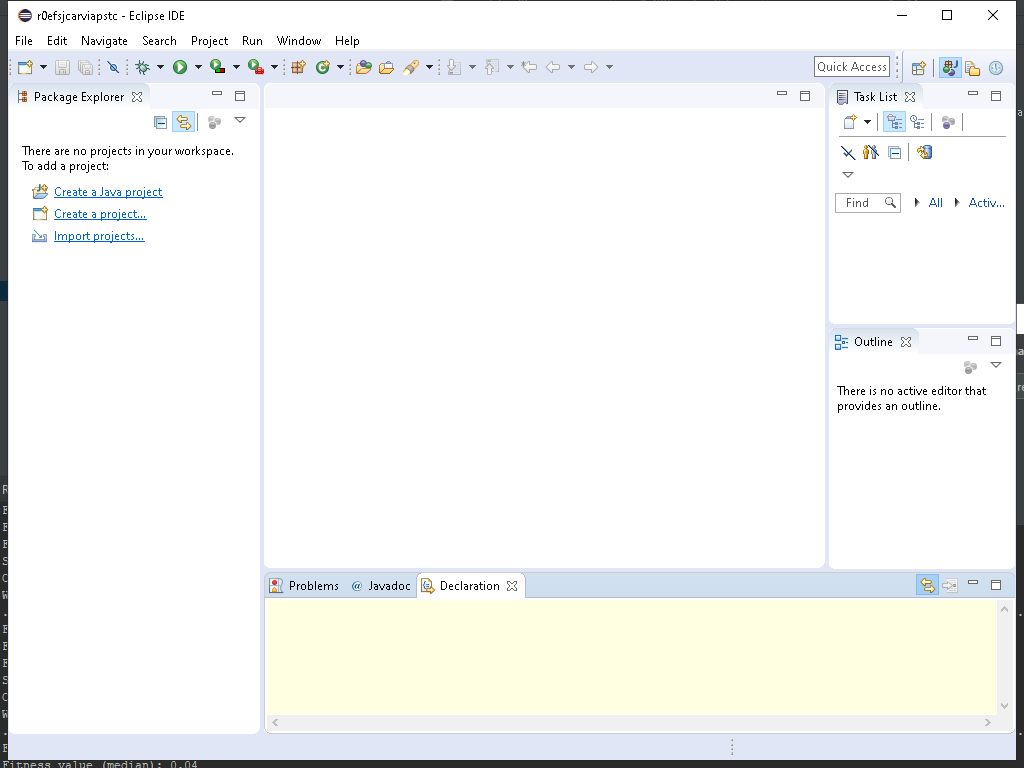 r0efsjcarviapstc - Eclipse IDE
File Edit Navigate Search Project Run Window Help
Quick Access
Package Explorer
Task List
There are no projects in your workspace.
To add a project:
Create a Java project
Create a project...
Import projects...
Find All Activ...
Outline
There is no active editor that
provides an outline.
Problems @ Javadoc Declaration
Fitness value (median): 0.04